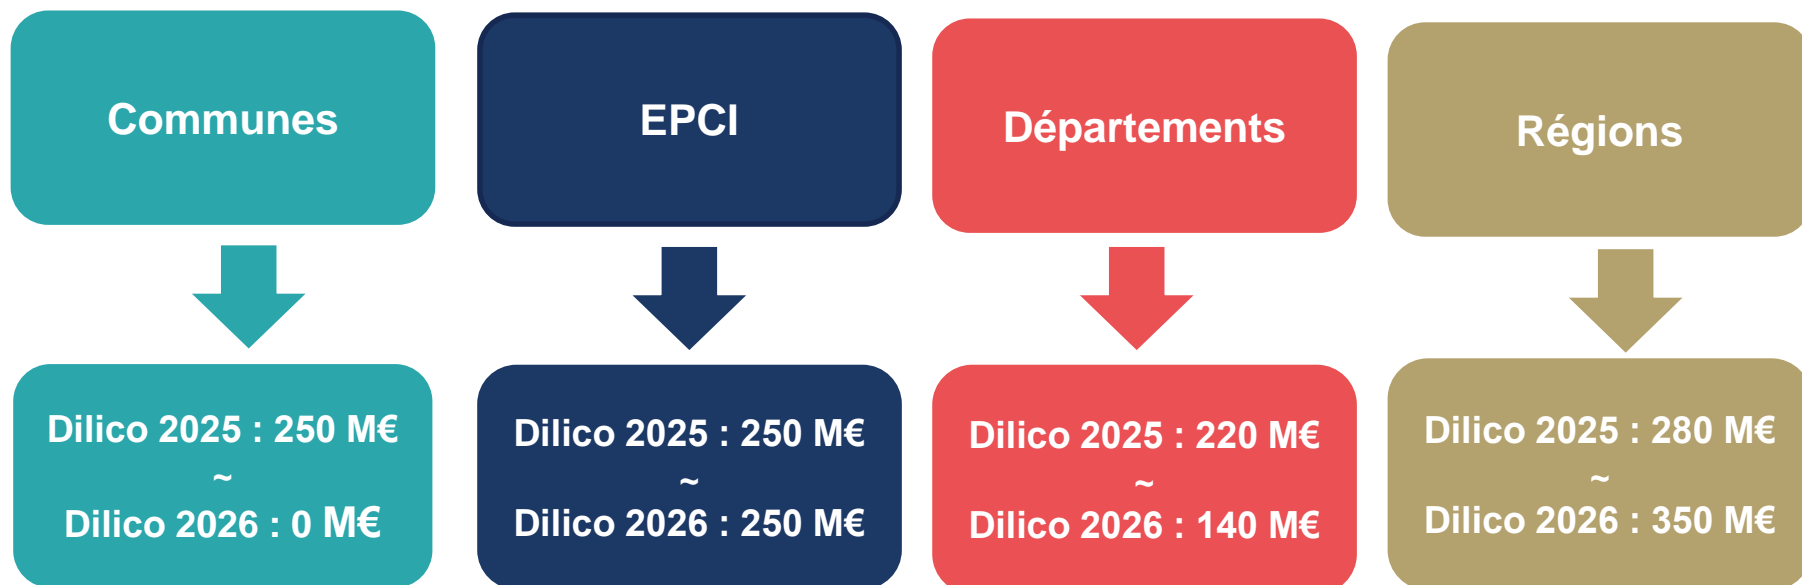 Communes
EPCI
Départements
Régions
Dilico 2025 : 250 M€
~
Dilico 2026 : 0 M€
Dilico 2025 : 250 M€
~
Dilico 2026 : 250 M€
Dilico 2025 : 220 M€
~
Dilico 2026 : 140 M€
Dilico 2025 : 280 M€
~
Dilico 2026 : 350 M€